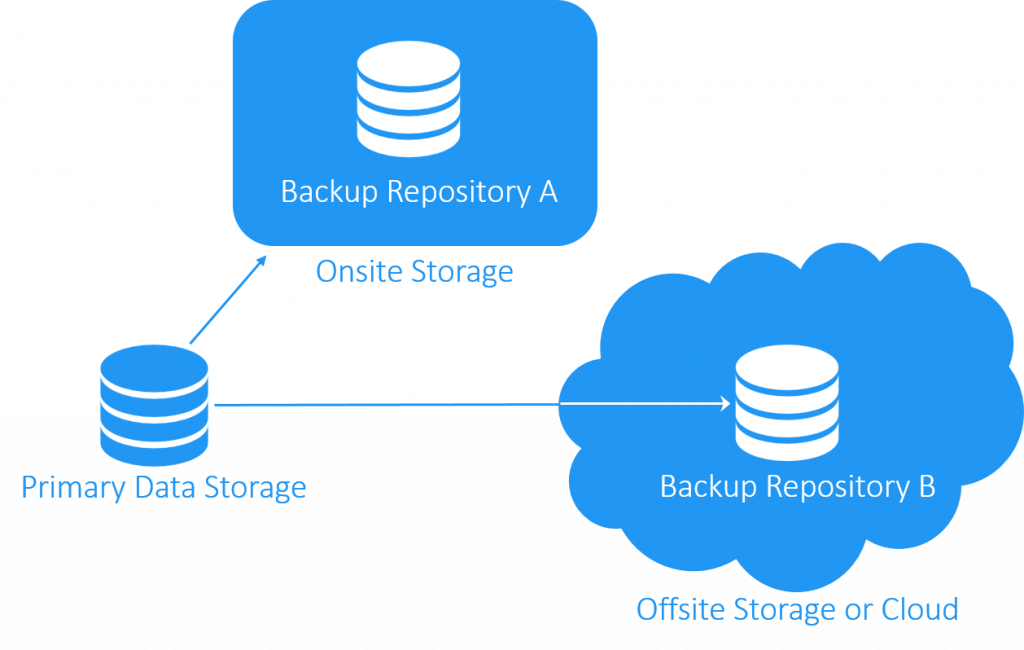 Backup Repository A
Onsite Storage
Primary Data Storage
Backup Repository B
Offsite Storage or Cloud